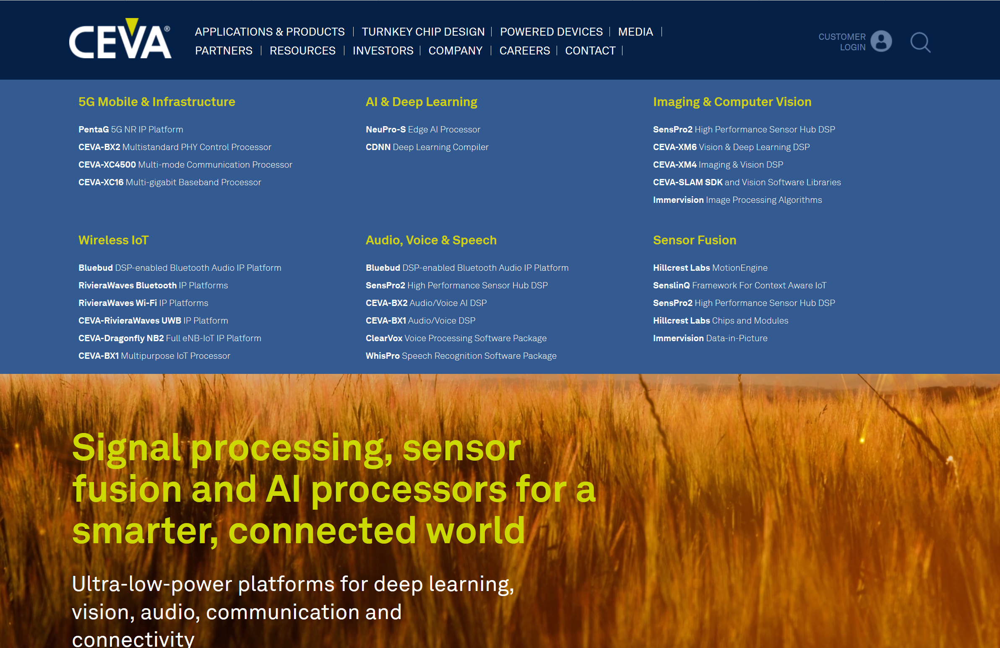 CEVA®
APPLICATIONS & PRODUCTS
TURNKEY CHIP DESIGN
POWERED DEVICES
MEDIA
PARTNERS
RESOURCES
INVESTORS
COMPANY
CAREERS
CONTACT
CUSTOMER
LOGIN
5G Mobile & Infrastructure
PentaG 5G NR IP Platform
CEVA-BX2 Multistandard PHY Control Processor
CEVA-XC4500 Multi-mode Communication Processor
CEVA-XC16 Multi-gigabit Baseband Processor
AI & Deep Learning
NeuPro-S Edge AI Processor
CDNN Deep Learning Compiler
Imaging & Computer Vision
SensPro2 High Performance Sensor Hub DSP
CEVA-XM6 Vision & Deep Learning DSP
CEVA-XM4 Imaging & Vision DSP
CEVA-SLAM SDK and Vision Software Libraries
Immervision Image Processing Algorithms
Wireless IoT
Bluebud DSP-enabled Bluetooth Audio IP Platform
RivieraWaves Bluetooth IP Platforms
RivieraWaves Wi-Fi IP Platforms
CEVA-RivieraWaves UWB IP Platform
CEVA-Dragonfly NB2 Full eNB-IoT IP Platform
CEVA-BX1 Multipurpose IoT Processor
Audio, Voice & Speech
Bluebud DSP-enabled Bluetooth Audio IP Platform
SensPro2 High Performance Sensor Hub DSP
CEVA-BX2 Audio/Voice AI DSP
CEVA-BX1 Audio/Voice DSP
ClearVox Voice Processing Software Package
WhisPro Speech Recognition Software Package
Sensor Fusion
Hillcrest Labs MotionEngine
SenslinQ Framework For Context Aware IoT
SensPro2 High Performance Sensor Hub DSP
Hillcrest Labs Chips and Modules
Immervision Data-in-Picture
Signal processing, sensor
fusion and AI processors for a
smarter, connected world
Ultra-low-power platforms for deep learning,
vision, audio, communication and
connectivity